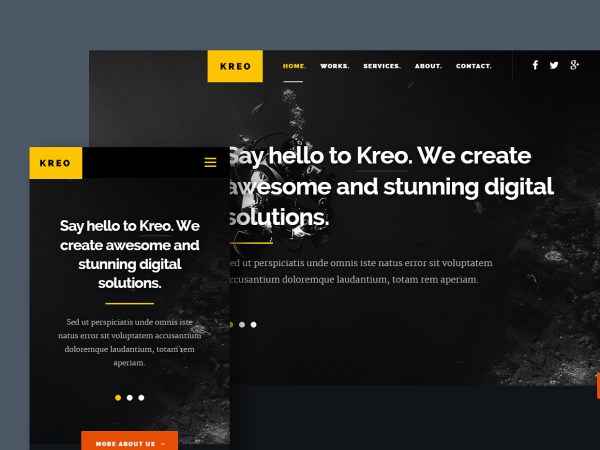 KREO
HOME. WORKS. SERVICES. ABOUT. CONTACT.
Say hello to Kreo. We create
awesome and stunning digital
solutions.
Sed ut perspiciatis unde omnis iste natus error sit voluptatem
accusantium doloremque laudantium, totam rem aperiam.
KREO
Say hello to Kreo. We
create awesome and
stunning digital
solutions.
Sed ut perspiciatis unde omnis iste
natus error sit voluptatem accusantium
doloremque laudantium, totam rem
aperiam.
MORE ABOUT US